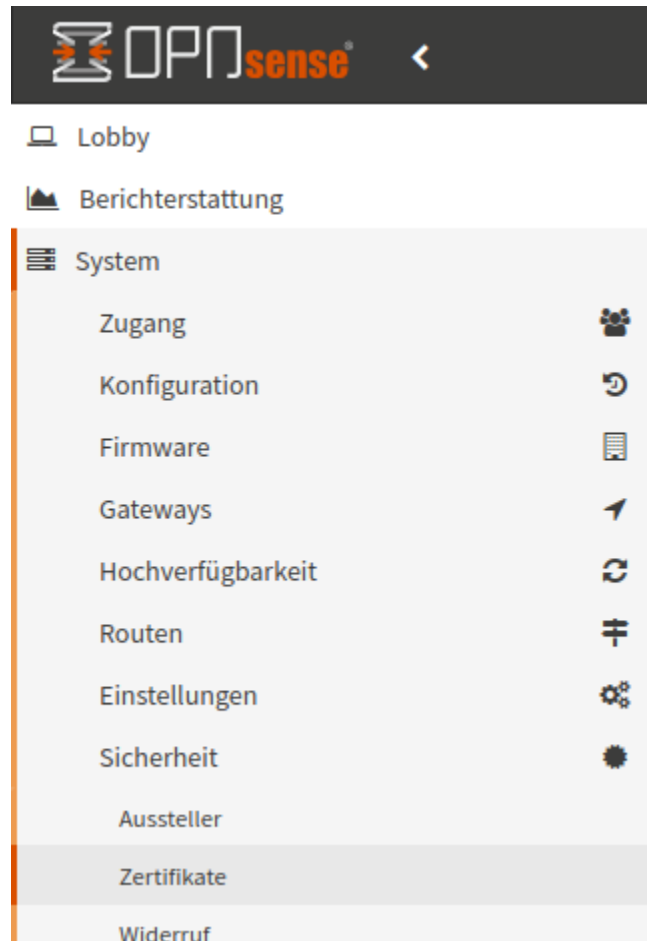 OPNsense
Lobby
Berichterstattung
System
Zugang
Konfiguration
Firmware
Gateways
Hochverfügbarkeit
Routen
Einstellungen
Sicherheit
Aussteller
Zertifikate
Widerruf